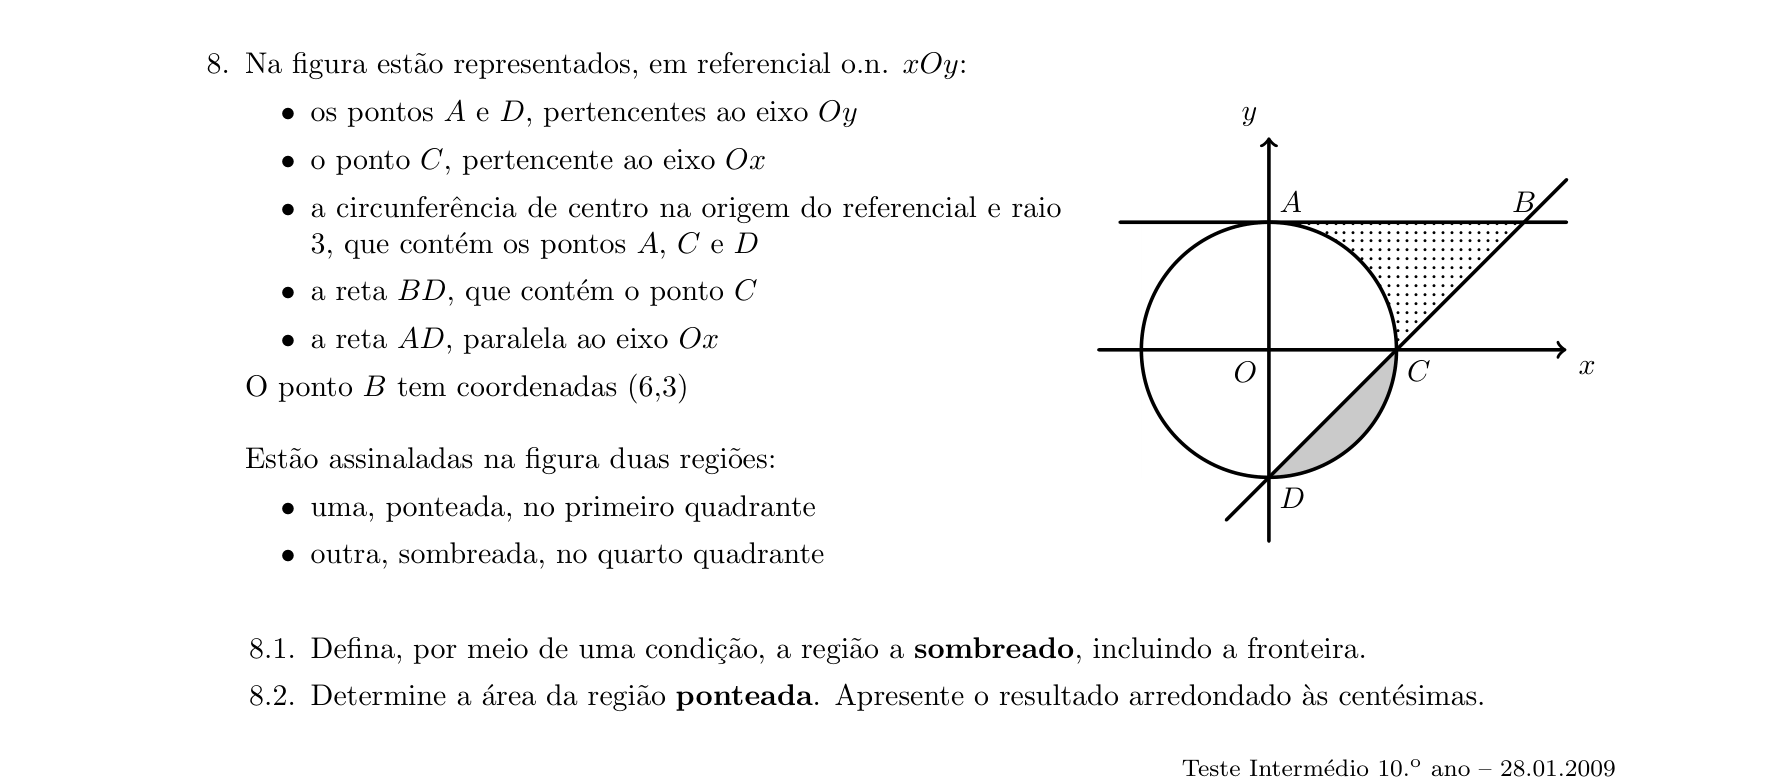 8. Na figura estão representados, em referencial o.n. xOy:
• os pontos A e D, pertencentes ao eixo Oy
• o ponto C, pertencente ao eixo Ox
• a circunferência de centro na origem do referencial e raio
3, que contém os pontos A, C e D
• a reta BD, que contém o ponto C
• a reta AD, paralela ao eixo Ox
O ponto B tem coordenadas (6,3)
Estão assinaladas na figura duas regiões:
• uma, ponteada, no primeiro quadrante
• outra, sombreada, no quarto quadrante
y
A
B
O
C
x
D
8.1. Defina, por meio de uma condição, a região a sombreado, incluindo a fronteira.
8.2. Determine a área da região ponteada. Apresente o resultado arredondado às centésimas.
Teste Intermédio 10.º ano – 28.01.2009